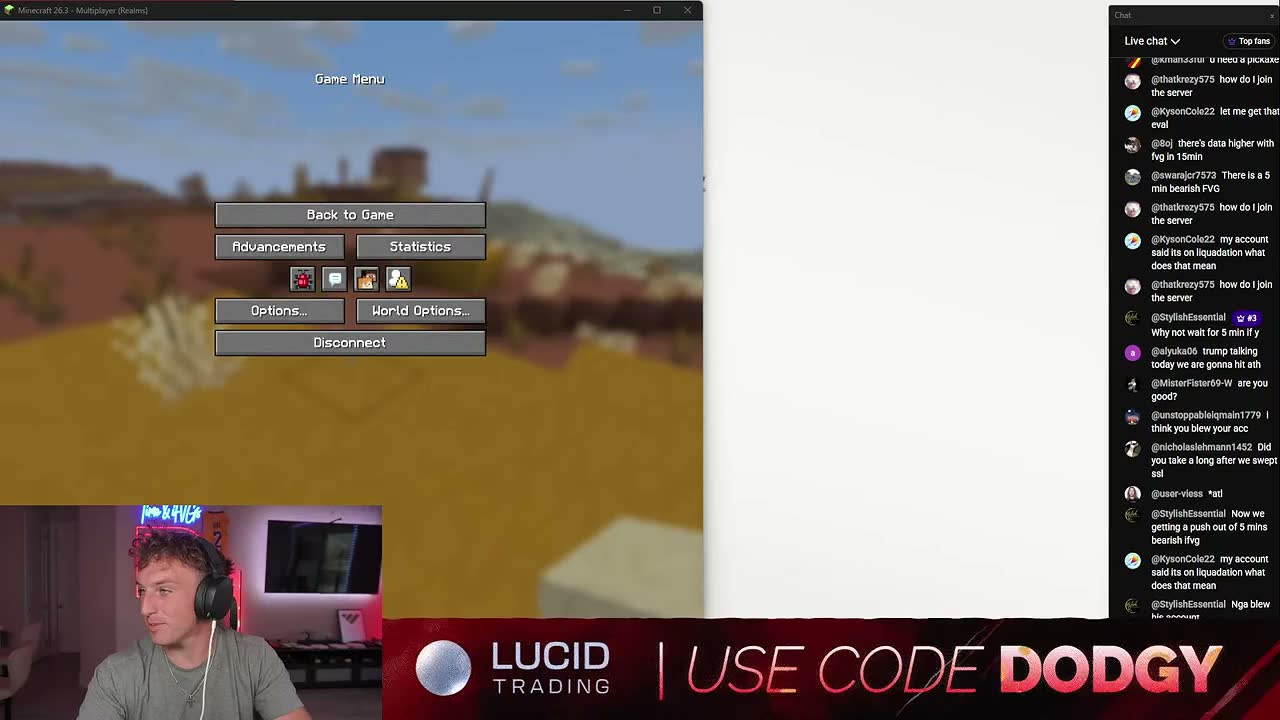 Minecraft 26.3 - Multiplayer (Realms)
Game Menu
Back to Game
Advancements
Statistics
Options...
World Options...
Disconnect
LUCID
TRADING
USE CODE DODGY
Chat
Live chat
Top fans
@kman33ful u need a pickaxe
@thatkrezy575 how do I join
the server
@KysonCole22 let me get that
eval
@8oj there's data higher with
fvg in 15min
@swarajcr7573 There is a 5
min bearish FVG
@thatkrezy575 how do I join
the server
@KysonCole22 my account
said its on liquadation what
does that mean
@thatkrezy575 how do I join
the server
@StylishEssential #3
Why not wait for 5 min if y
@alyuka06 trump talking
today we are gonna hit ath
@MisterFister69-W are you
good?
@unstoppableiqmain1779 I
think you blew your acc
@nicholaslehmann1452 Did
you take a long after we swept
ssl
@user-viess *atl
@StylishEssential Now we
getting a push out of 5 mins
bearish ifvg
@KysonCole22 my account
said its on liquadation what
does that mean
@StylishEssential Nga blew
his account